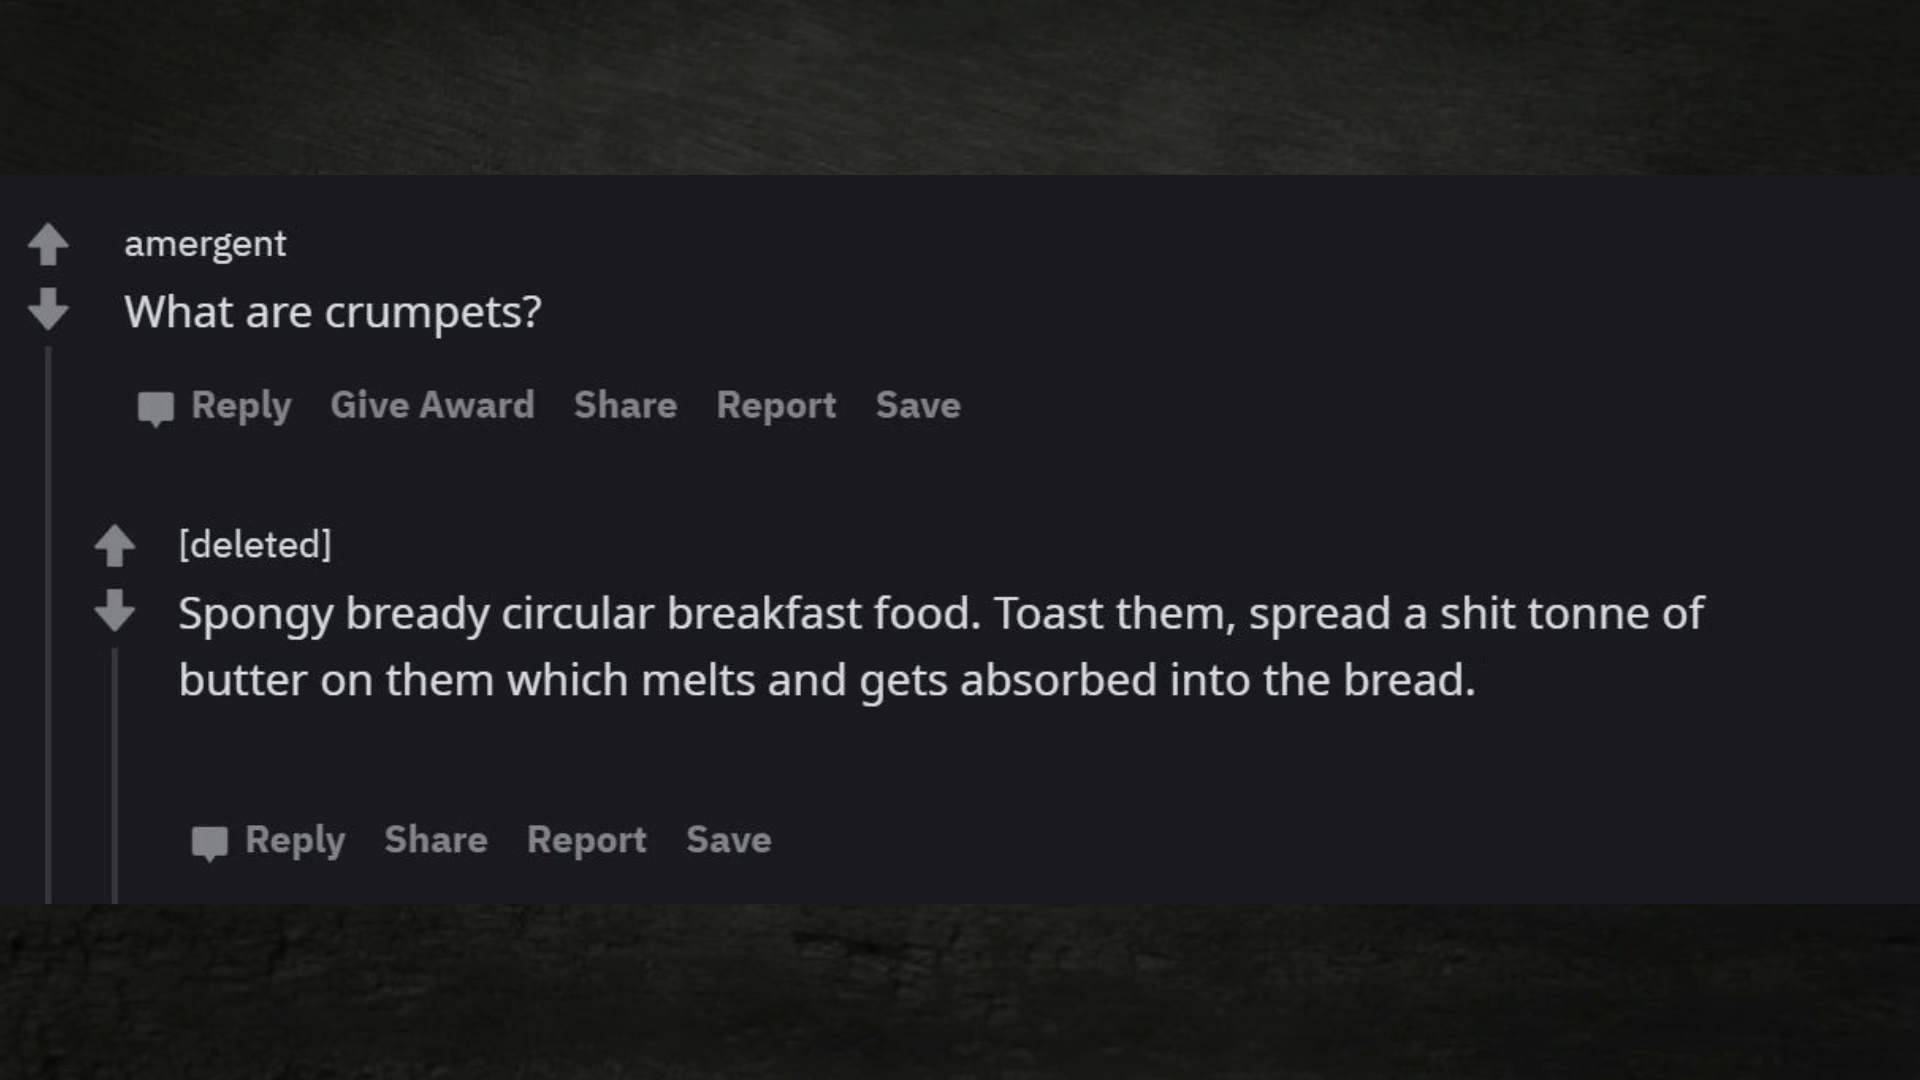 amergent
What are crumpets?
Reply Give Award Share Report Save
[deleted]
Spongy bready circular breakfast food. Toast them, spread a shit tonne of
butter on them which melts and gets absorbed into the bread.
Reply Share Report Save